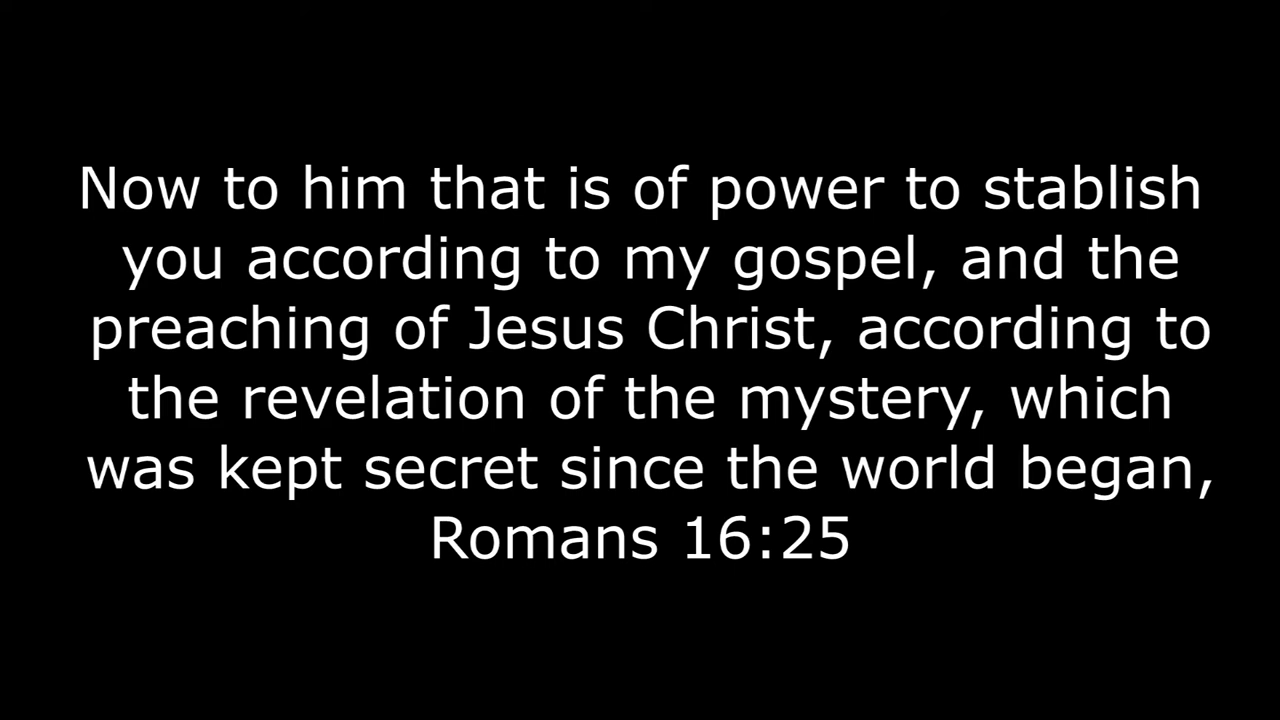 Now to him that is of power to stablish
you according to my gospel, and the
preaching of Jesus Christ, according to
the revelation of the mystery, which
was kept secret since the world began,
Romans 16:25